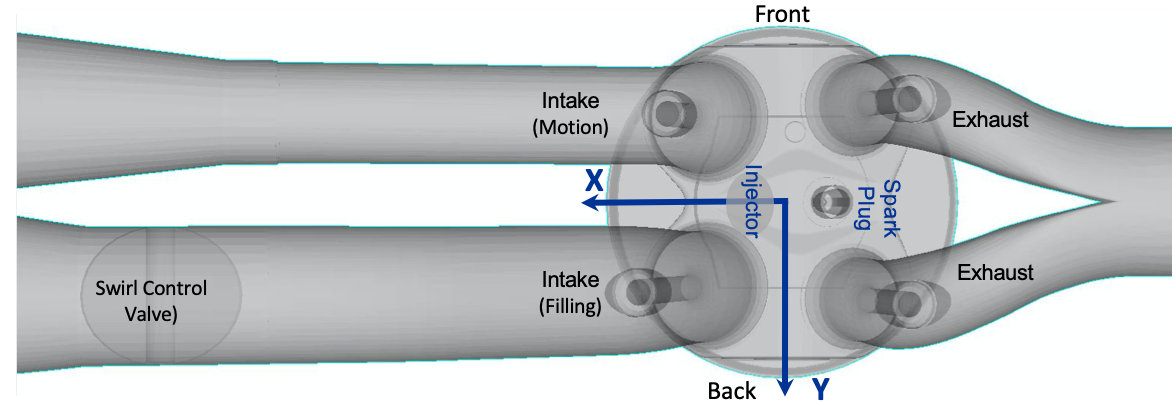 Front
Intake
(Motion)
Exhaust
X
Injector
Spark
Plug
Swirl Control
Valve)
Intake
(Filling)
Exhaust
Back
Y